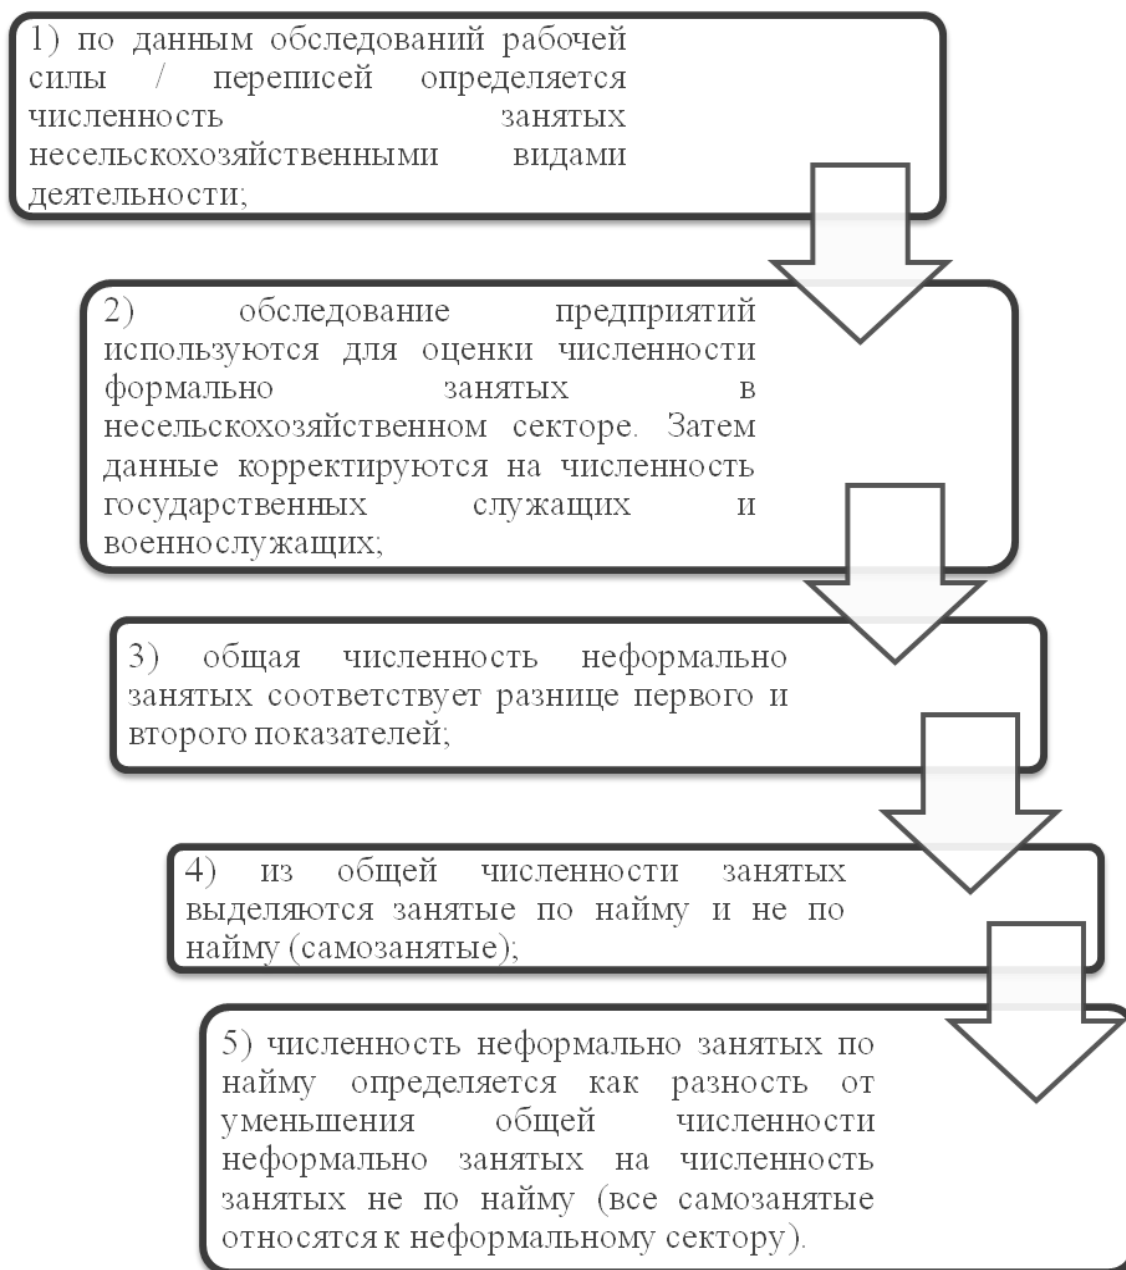 1) по данным обследований рабочей
силы / переписей определяется
численность занятых
несельскохозяйственными видами
деятельности;
2) обследование предприятий
используются для оценки численности
формально занятых в
несельскохозяйственном секторе. Затем
данные корректируются на численность
государственных служащих и
военнослужащих;
3) общая численность неформально
занятых соответствует разнице первого и
второго показателей;
4) из общей численности занятых
выделяются занятые по найму и не по
найму (самозанятые);
5) численность неформально занятых по
найму определяется как разность от
уменьшения общей численности
неформально занятых на численность
занятых не по найму (все самозанятые
относятся к неформальному сектору).